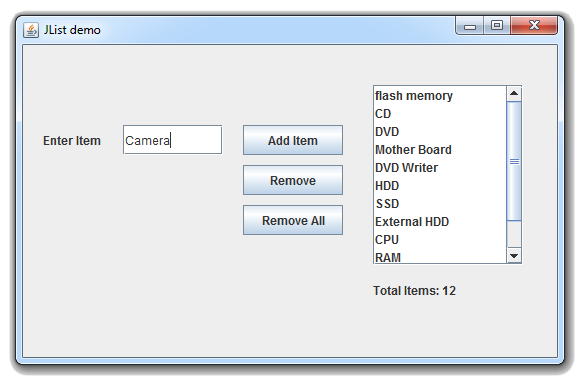 JList demo
Enter Item
Camera
Add Item
Remove
Remove All
flash memory
CD
DVD
Mother Board
DVD Writer
HDD
SSD
External HDD
CPU
RAM
Total Items: 12